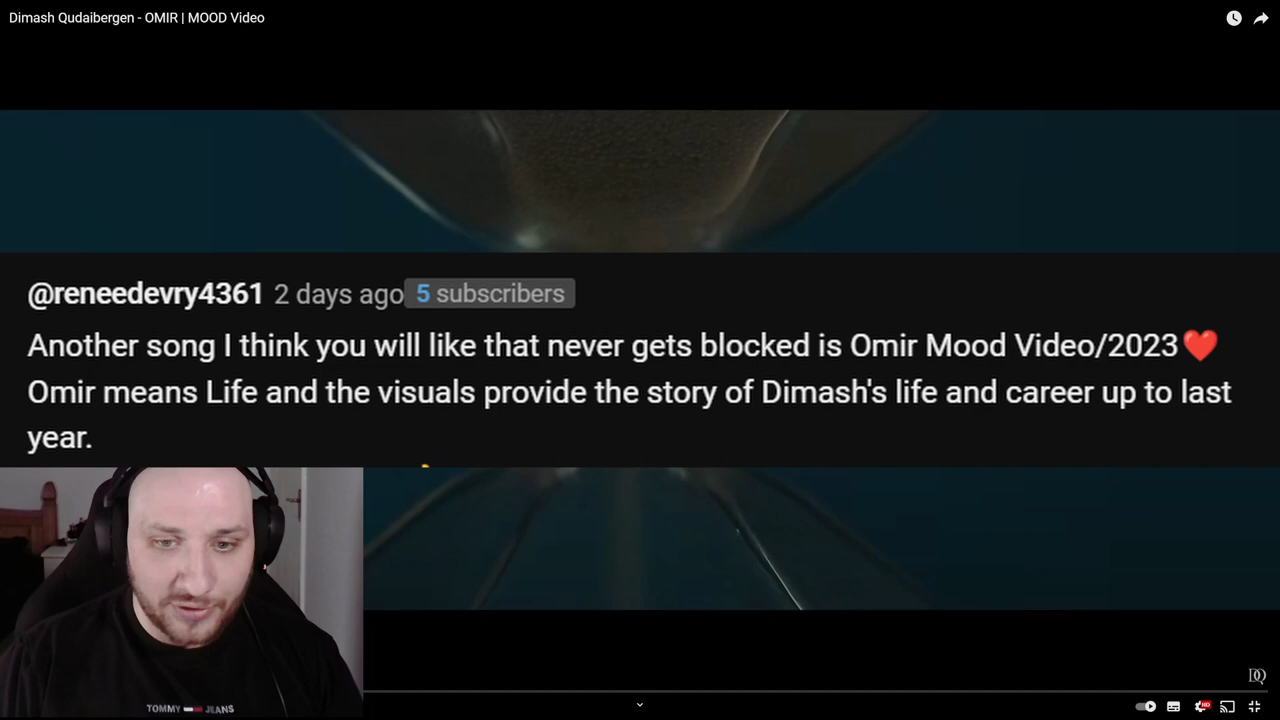 Dimash Qudaibergen - OMIR | MOOD Video
@reneedevry4361 2 days ago 5 subscribers
Another song I think you will like that never gets blocked is Omir Mood Video/2023❤️
Omir means Life and the visuals provide the story of Dimash's life and career up to last
year.
TOMMY JEANS
DQ
HD